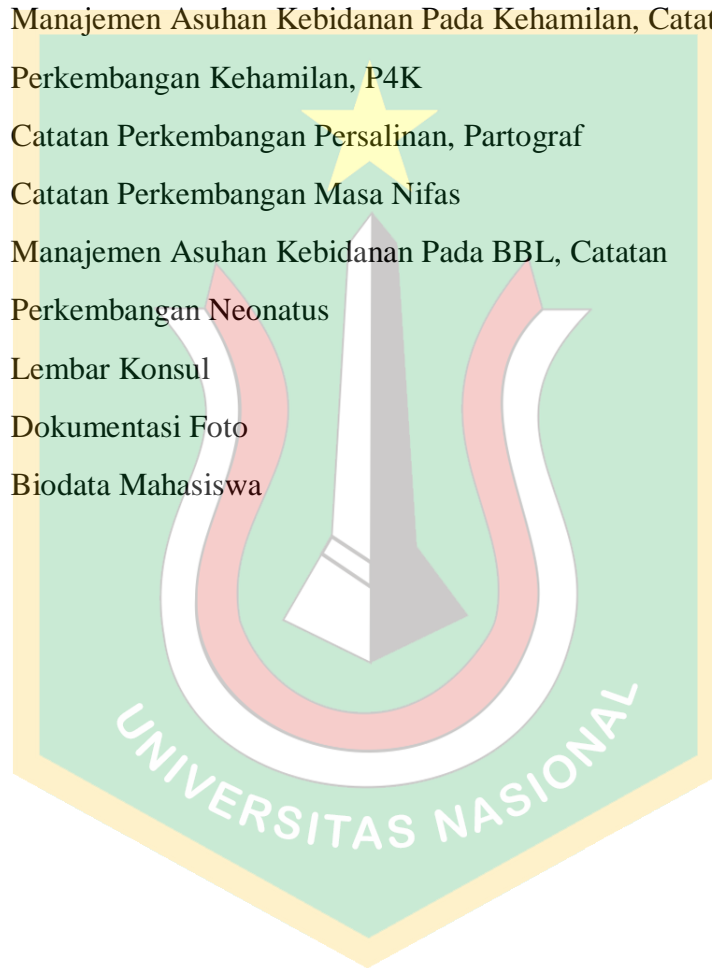 Manajemen Asuhan Kebidanan Pada Kehamilan,
Perkembangan Kehamilan, P4K
Catatan Perkembangan Persalinan, Partograf
Catatan Perkembangan Masa Nifas
Manajemen Asuhan Kebidanan Pada BBL, Catatan
Perkembangan Neonatus
Lembar Konsul
Dokumentasi Foto
Biodata Mahasiswa
UNIVERSITAS NASIONAL